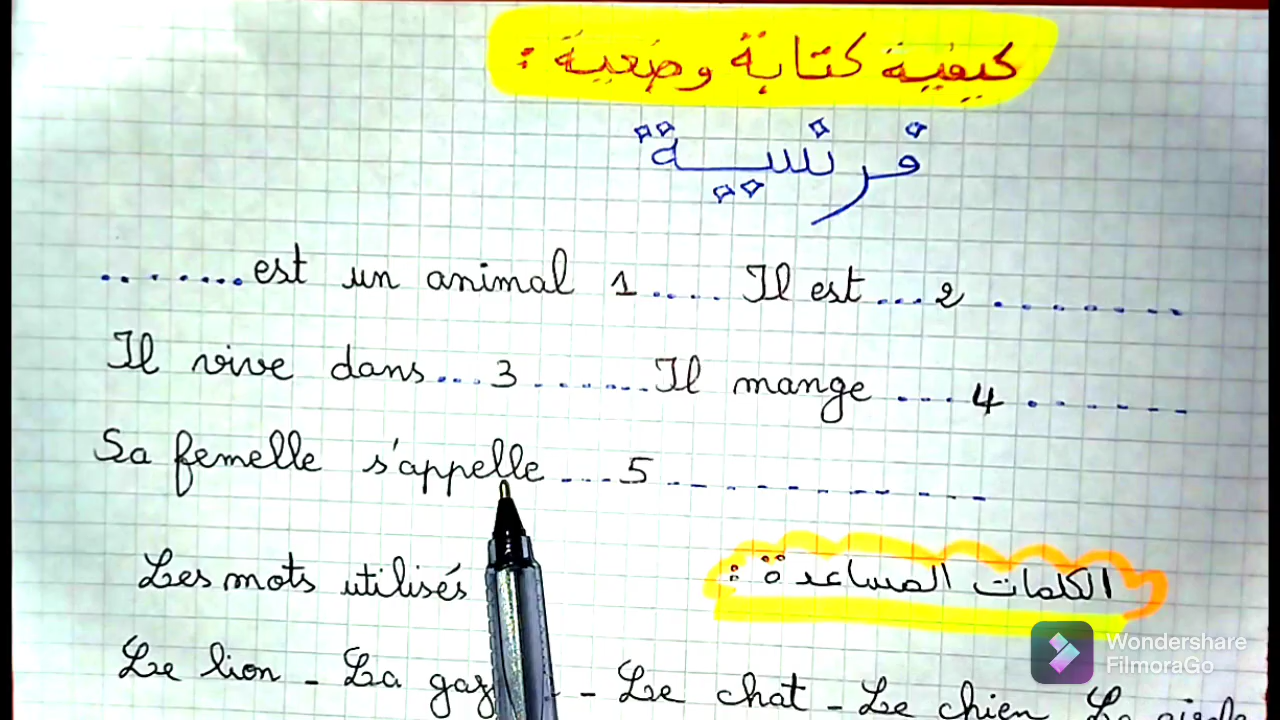 كيفية كتابة وضعية :
فرنسية
........est un animal 1.... Il est...2 ........
Il vive dans...3.......Il mange ....4......
Sa femelle s'appelle ...5..........
Les mots utilisés
الكلمات المساعدة :
Le lion - La - Le chat - Le chien
Wondershare
FilmoraGo